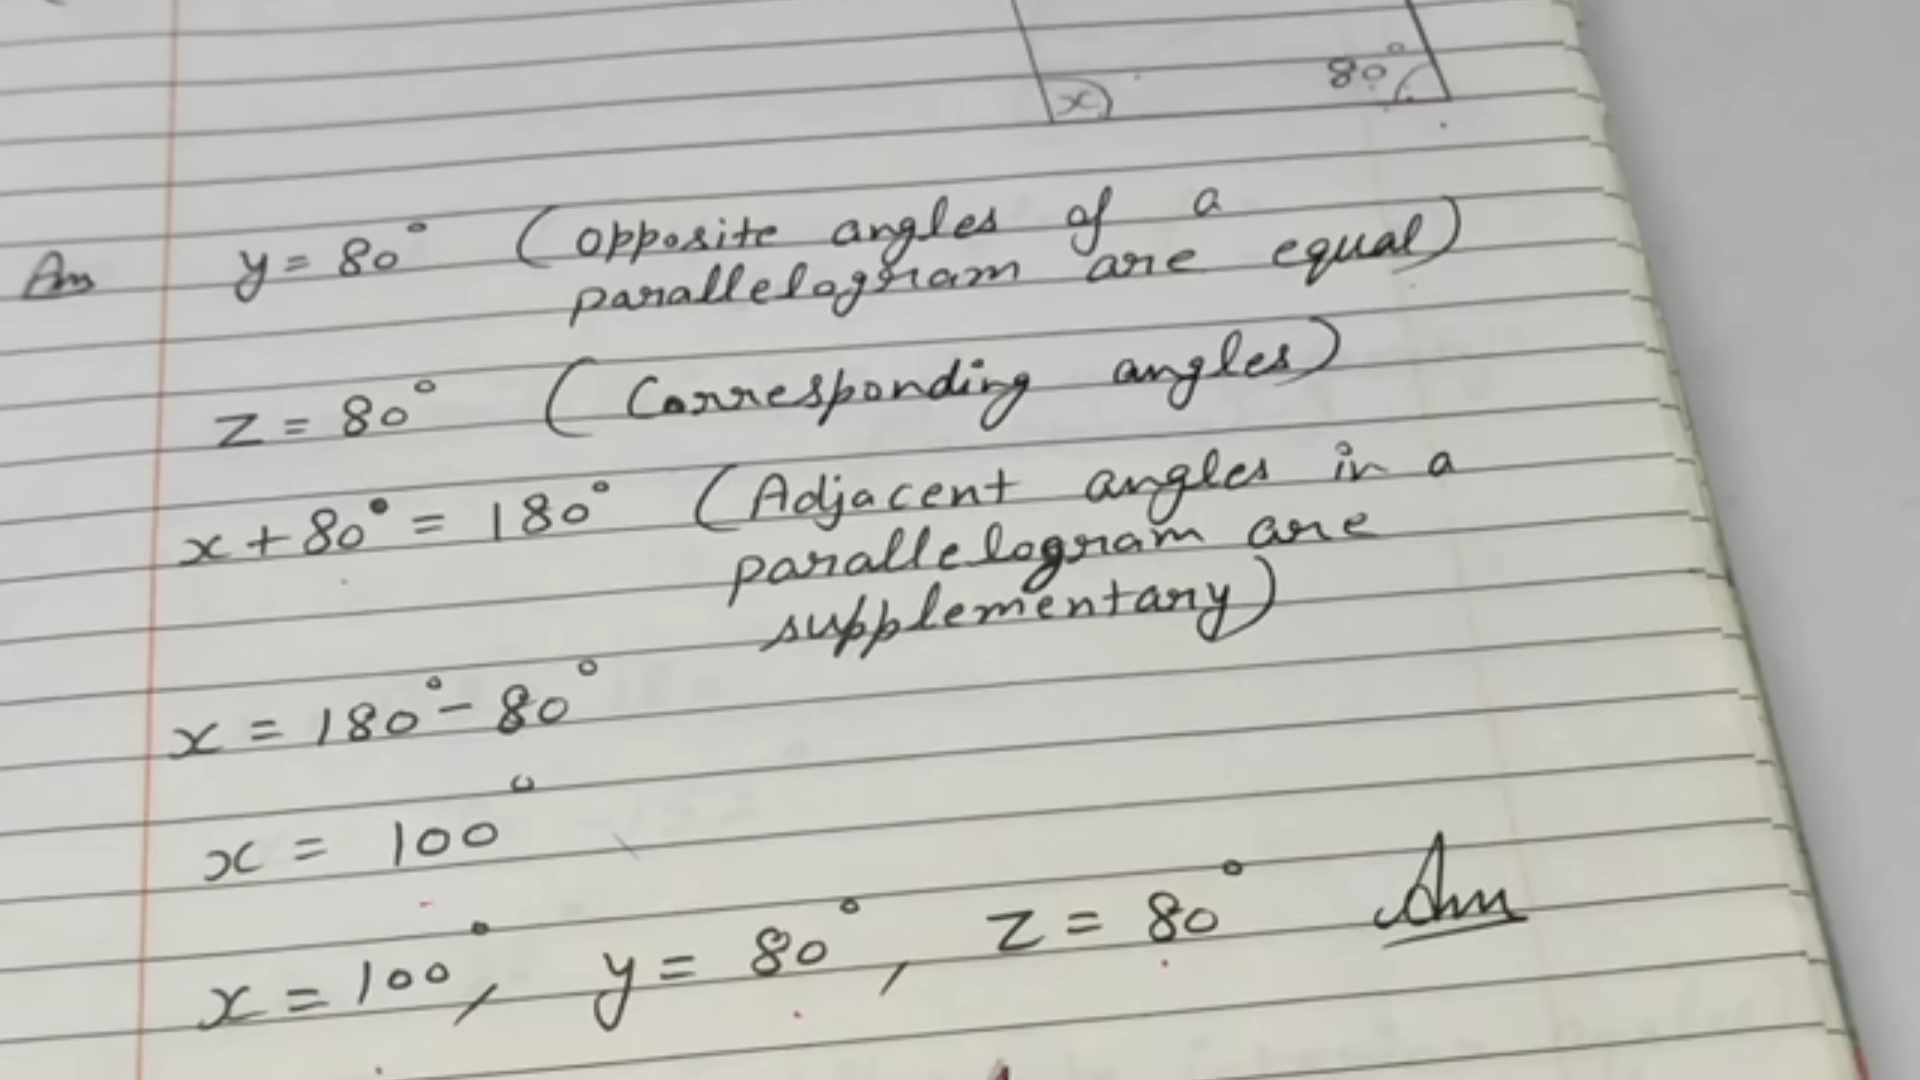 80°
x
Ans y = 80° (opposite angles of a
parallelogram are equal)
z = 80° (Corresponding angles)
x + 80° = 180° (Adjacent angles in a
parallelogram are
supplementary)
x = 180° - 80°
x = 100°
x = 100°, y = 80°, z = 80° Ans